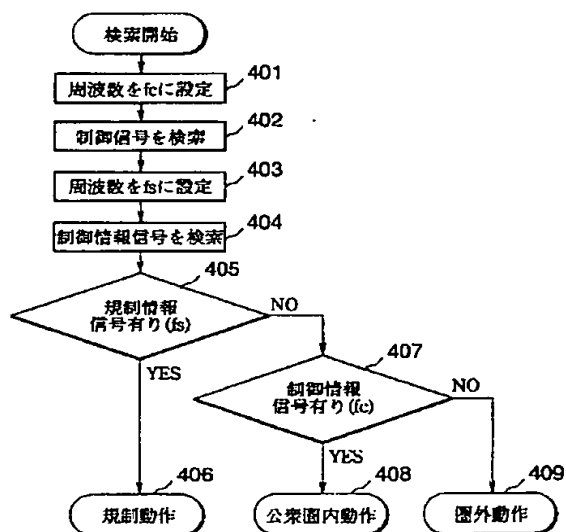 検索開始
401
周波数をfcに設定
402
制御信号を検索
403
周波数をfsに設定
404
制御情報信号を検索
405
規制情報
信号有り(fs)
NO
YES
407
制御情報
信号有り(fc)
NO
YES
406
規制動作
408
公衆圏内動作
409
圏外動作